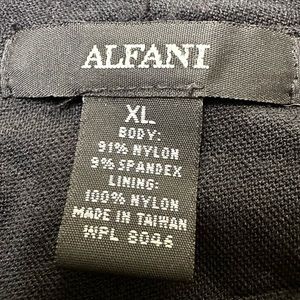 ALFANI
XL
BODY:
91% NYLON
9% SPANDEX
LINING:
100% NYLON
MADE IN TAIWAN
WPL 8046